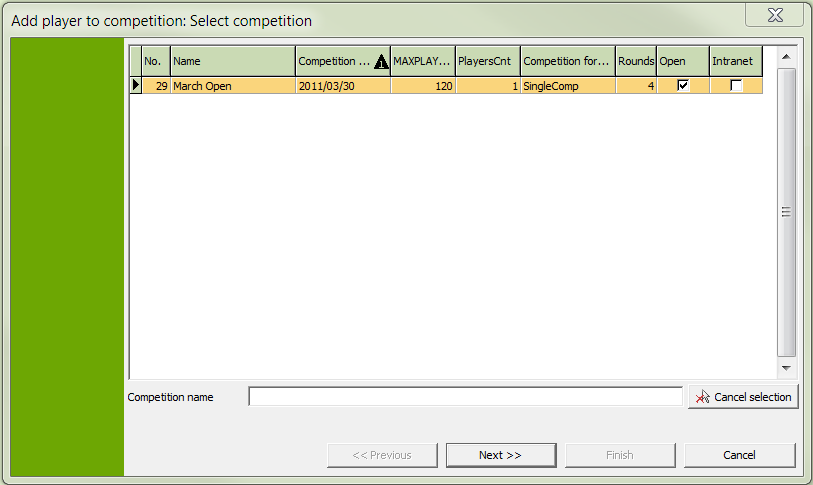 Add player to competition: Select competition
No. Name Competition ... 1 MAXPLAY... PlayersCnt Competition for... Rounds Open Intranet
29 March Open 2011/03/30 120 1 SingleComp 4
Competition name Cancel selection
<< Previous Next >> Finish Cancel